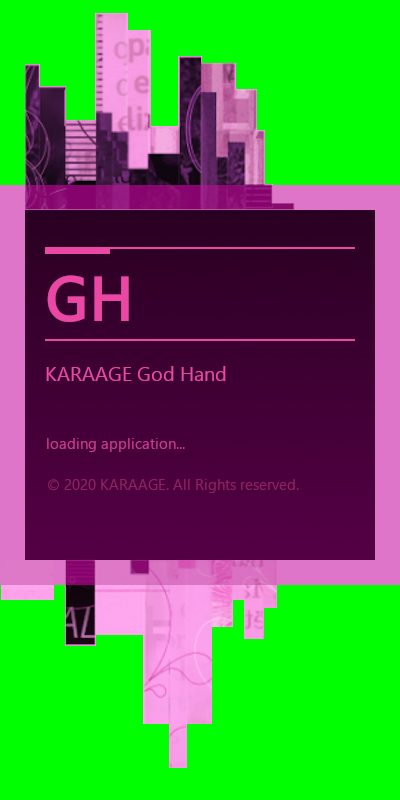 GH
KARAAGE God Hand
loading application...
© 2020 KARAAGE. All Rights reserved.